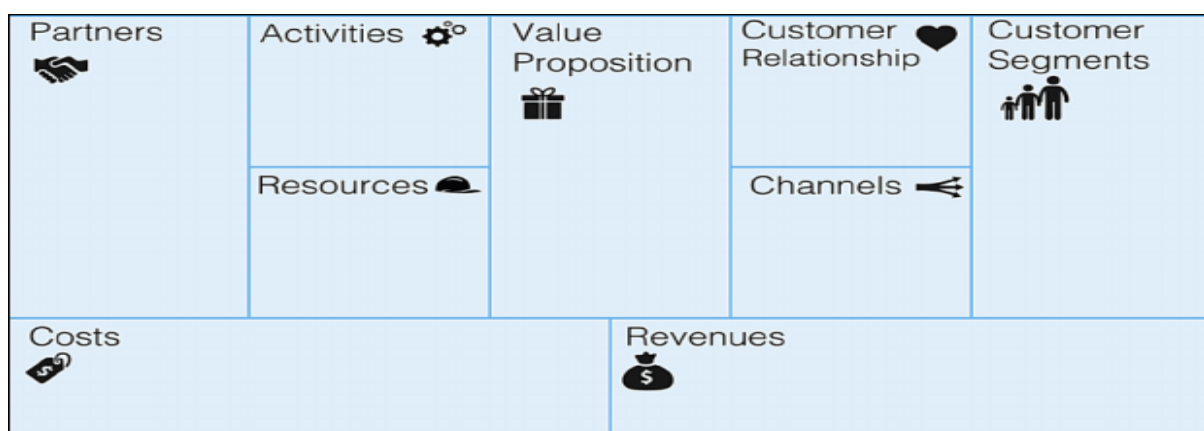 Partners
Activities
Value
Proposition
Customer
Relationship
Customer
Segments
Resources
Channels
Costs
$
Revenues
$